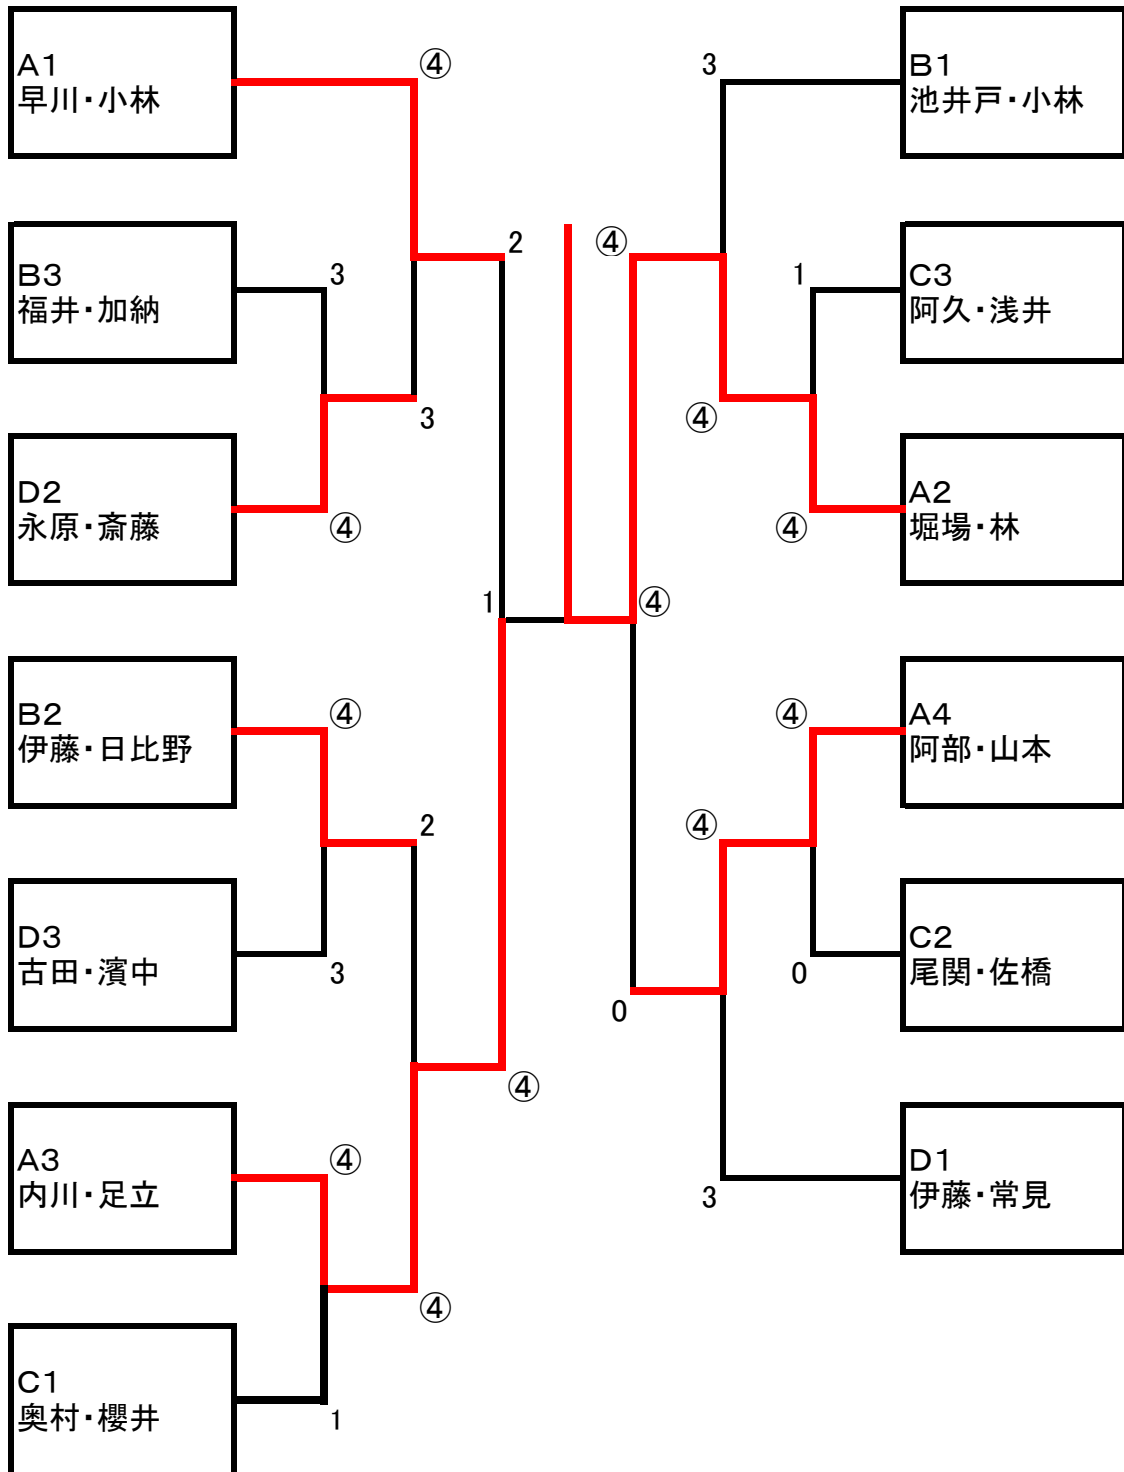 A1
早川・小林
④
3
B1
池井戸・小林
2
④
B3
福井・加納
3
1
C3
阿久・浅井
3
④
D2
永原・斎藤
④
④
A2
堀場・林
1
④
B2
伊藤・日比野
④
④
A4
阿部・山本
2
④
D3
古田・濱中
3
0
C2
尾関・佐橋
0
④
A3
内川・足立
④
3
D1
伊藤・常見
④
C1
奥村・櫻井
1